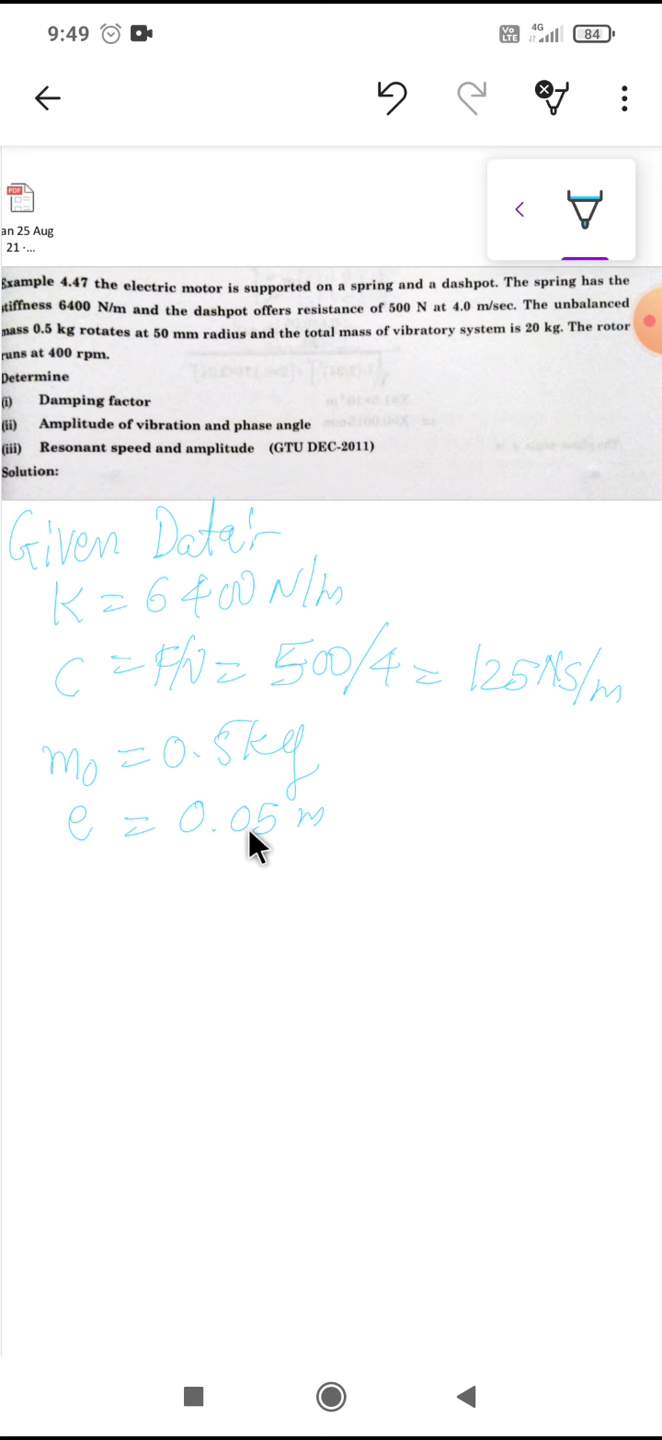 9:49
Vo
LTE
4G
84
PDF
an 25 Aug
21 -...
Example 4.47 the electric motor is supported on a spring and a dashpot. The spring has the
stiffness 6400 N/m and the dashpot offers resistance of 500 N at 4.0 m/sec. The unbalanced
mass 0.5 kg rotates at 50 mm radius and the total mass of vibratory system is 20 kg. The rotor
runs at 400 rpm.
Determine
(i) Damping factor
(ii) Amplitude of vibration and phase angle
(iii) Resonant speed and amplitude (GTU DEC-2011)
Solution:
Given Data:-
K = 6400 N/m
C = F/V = 500/4 = 125 NS/m
m0 = 0.5 kg
e = 0.05 m